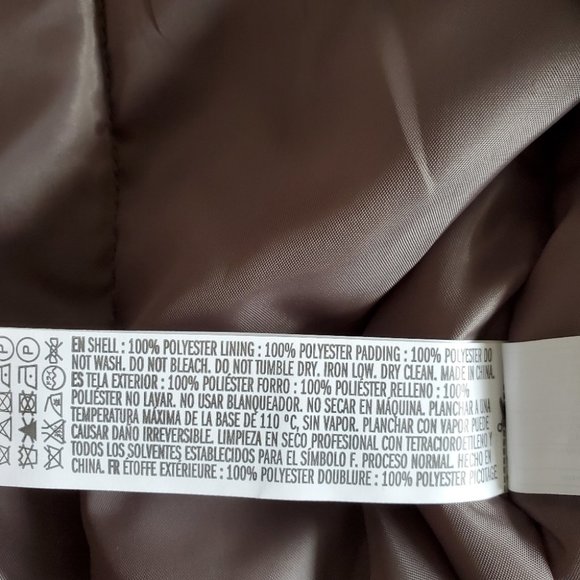 EN SHELL : 100% POLYESTER LINING : 100% POLYESTER PADDING : 100% POLYESTER DO
NOT WASH. DO NOT BLEACH. DO NOT TUMBLE DRY. IRON LOW. DRY CLEAN. MADE IN CHINA.
ES TELA EXTERIOR : 100% POLIÉSTER FORRO : 100% POLIÉSTER RELLENO : 100%
POLIÉSTER NO LAVAR. NO USAR BLANQUEADOR. NO SECAR EN MÁQUINA. PLANCHAR A UNA
TEMPERATURA MÁXIMA DE LA BASE DE 110 ºC, SIN VAPOR. PLANCHAR CON VAPOR PUEDE
CAUSAR DAÑO IRREVERSIBLE. LIMPIEZA EN SECO PROFESIONAL CON TETRACLOROETILENO Y
TODOS LOS SOLVENTES ESTABLECIDOS PARA EL SÍMBOLO F. PROCESO NORMAL. HECHO EN
CHINA. FR ÉTOFFE EXTÉRIEURE : 100% POLYESTER DOUBLURE : 100% POLYESTER PICOTAGE